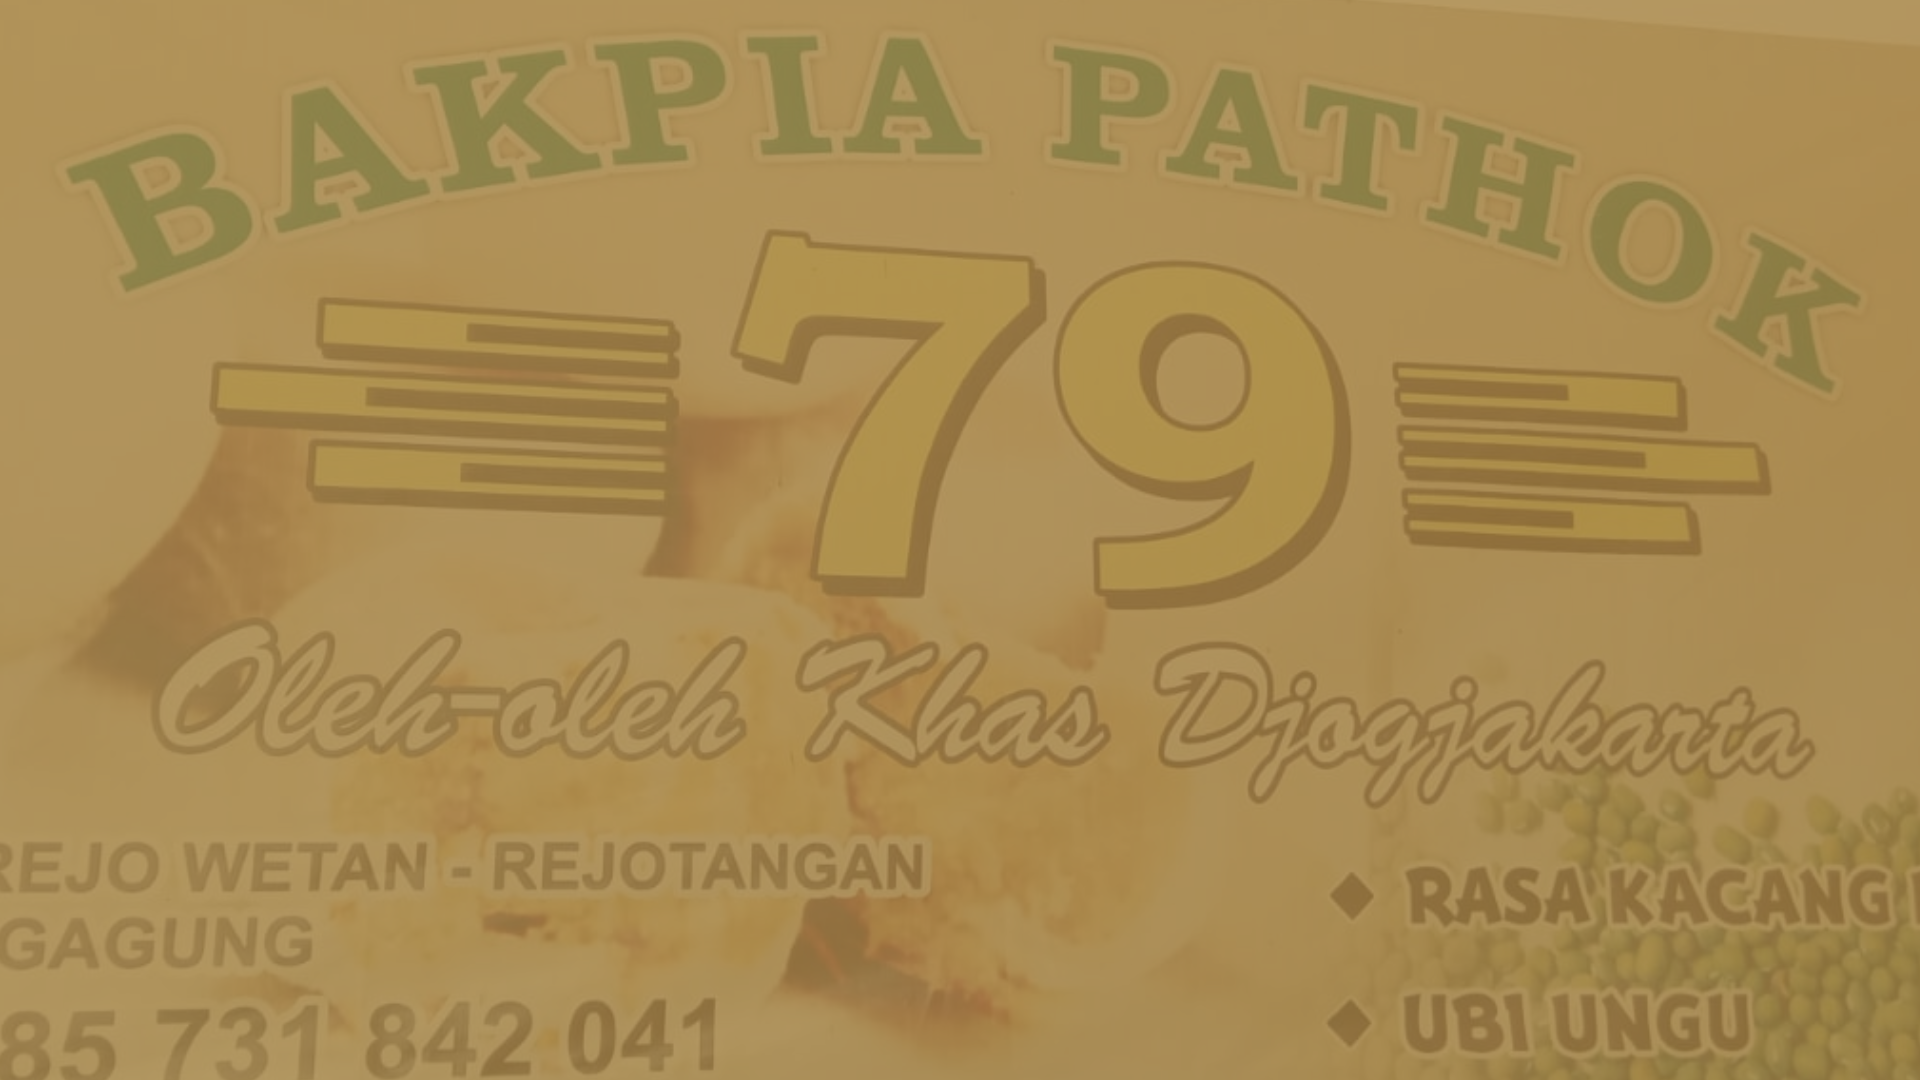 BAKPIA PATHOK
79
Oleh-oleh Khas Djogjakarta
REJO WETAN - REJOTANGAN
GAGUNG
85 731 842 041
RASA KACANG
UBI UNGU